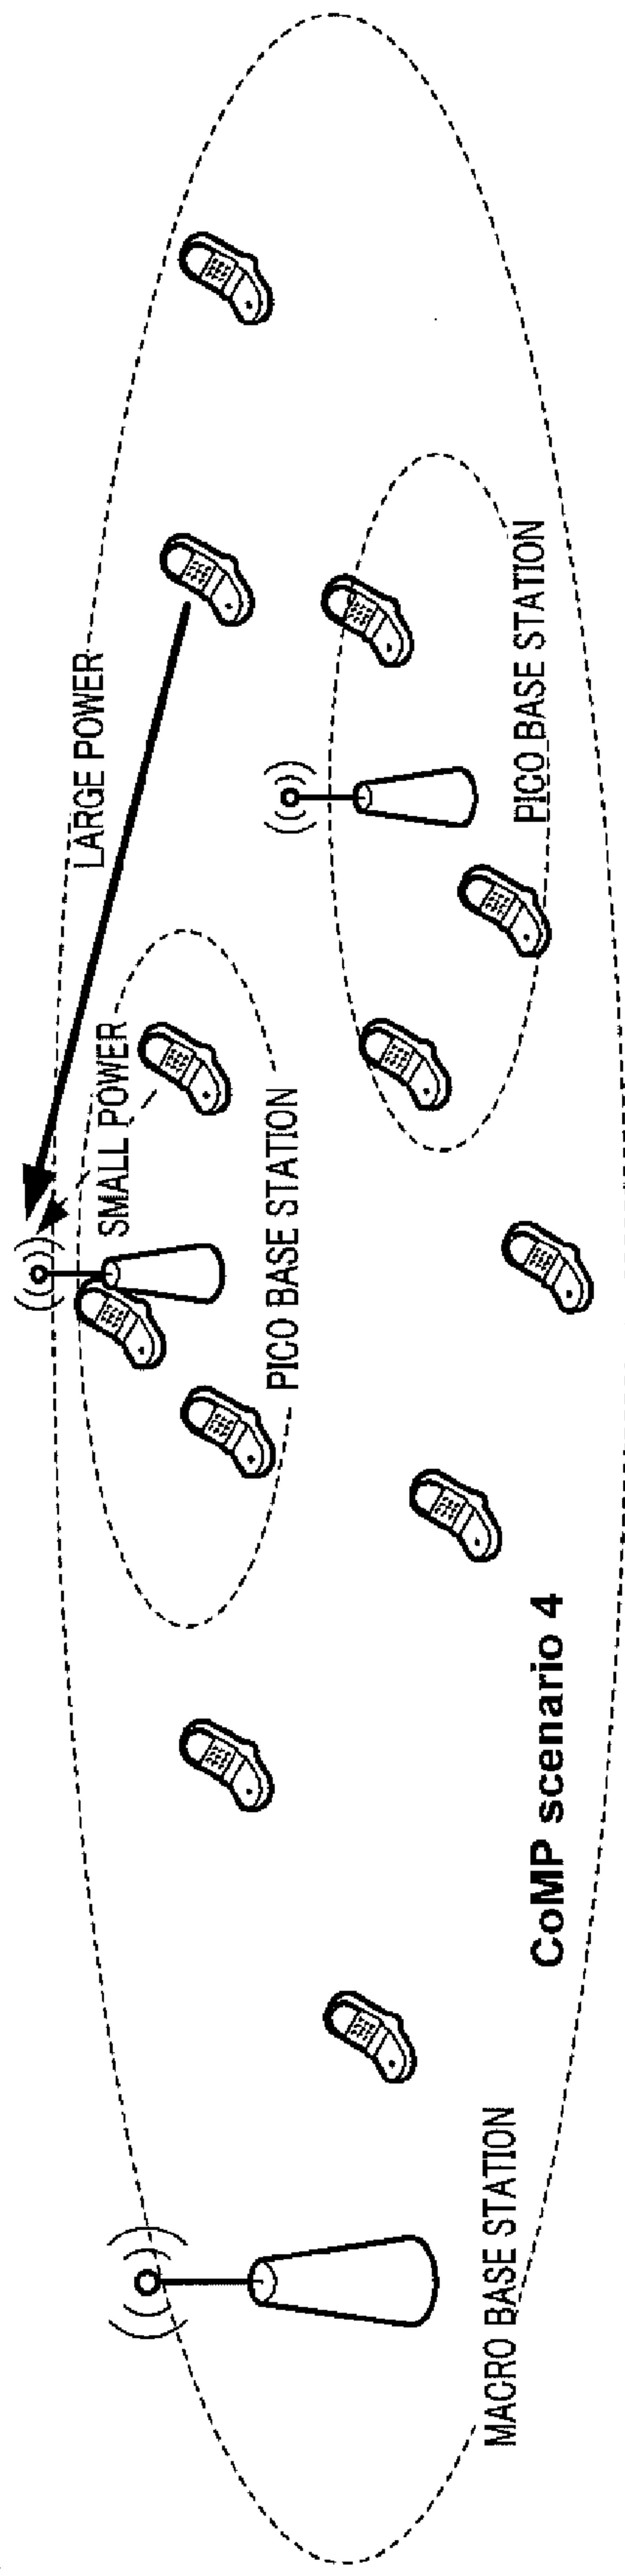 LARGE POWER
SMALL POWER
PICO BASE STATION
PICO BASE STATION
CoMP scenario 4
MACRO BASE STATION